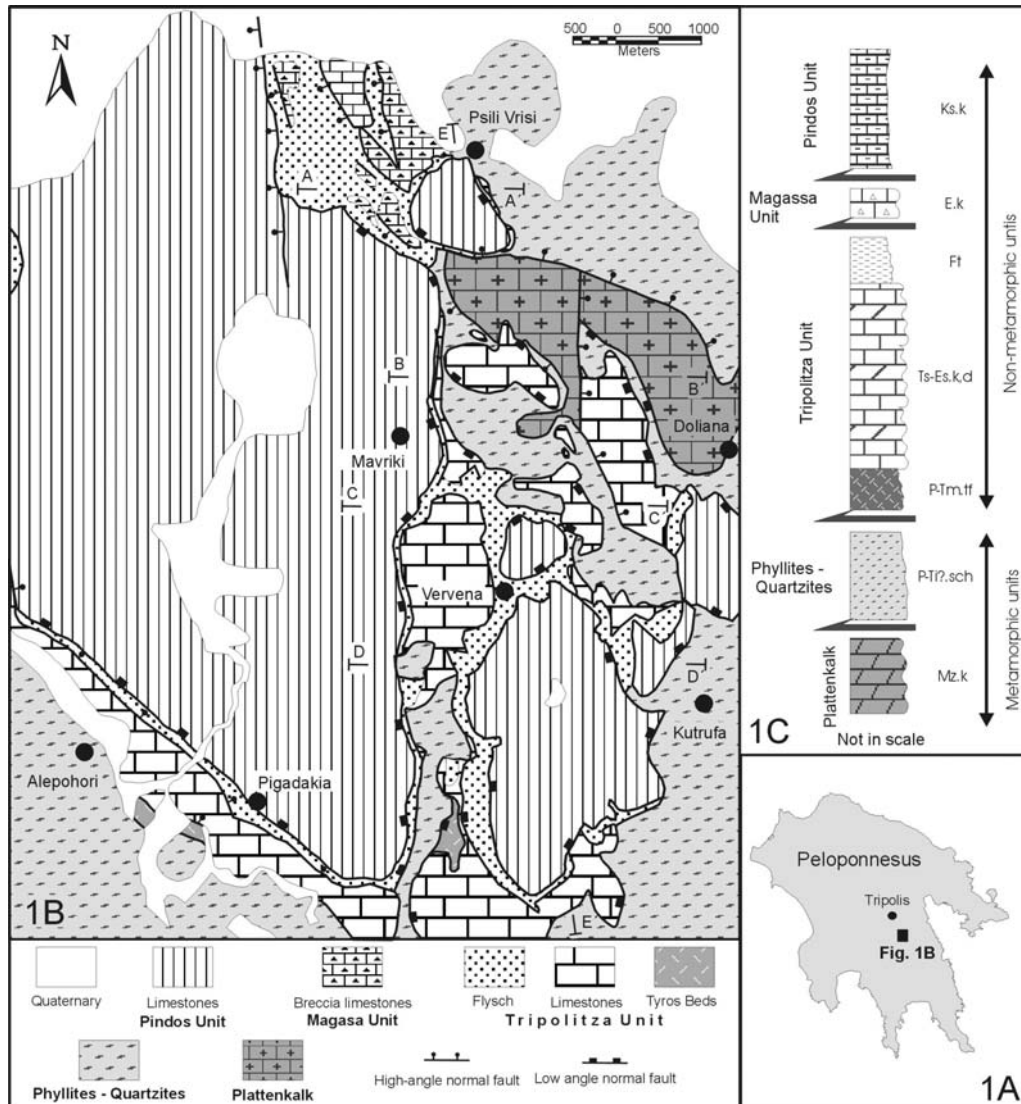 N
500 0 500 1000
Meters
Psili Vrisi
E
A
A'
B
B'
Doliana
Mavriki
C
C'
Vervena
D
D'
Kutrufa
Alepohori
Pigadakia
E'
1B
Quaternary
Limestones
Pindos Unit
Breccia limestones
Magasa Unit
Flysch
Limestones
Tyros Beds
Tripolitza Unit
Phyllites - Quartzites
Plattenkalk
High-angle normal fault
Low angle normal fault
Pindos Unit
Ks.k
Magassa
Unit
E.k
Ft
Tripolitza Unit
Ts-Es.k,d
P-Tm.tf
Non-metamorphic untis
Phyllites -
Quartzites
P-Ti?.sch
Plattenkalk
Mz.k
Metamorphic units
Not in scale
1C
Peloponnesus
Tripolis
Fig. 1B
1A